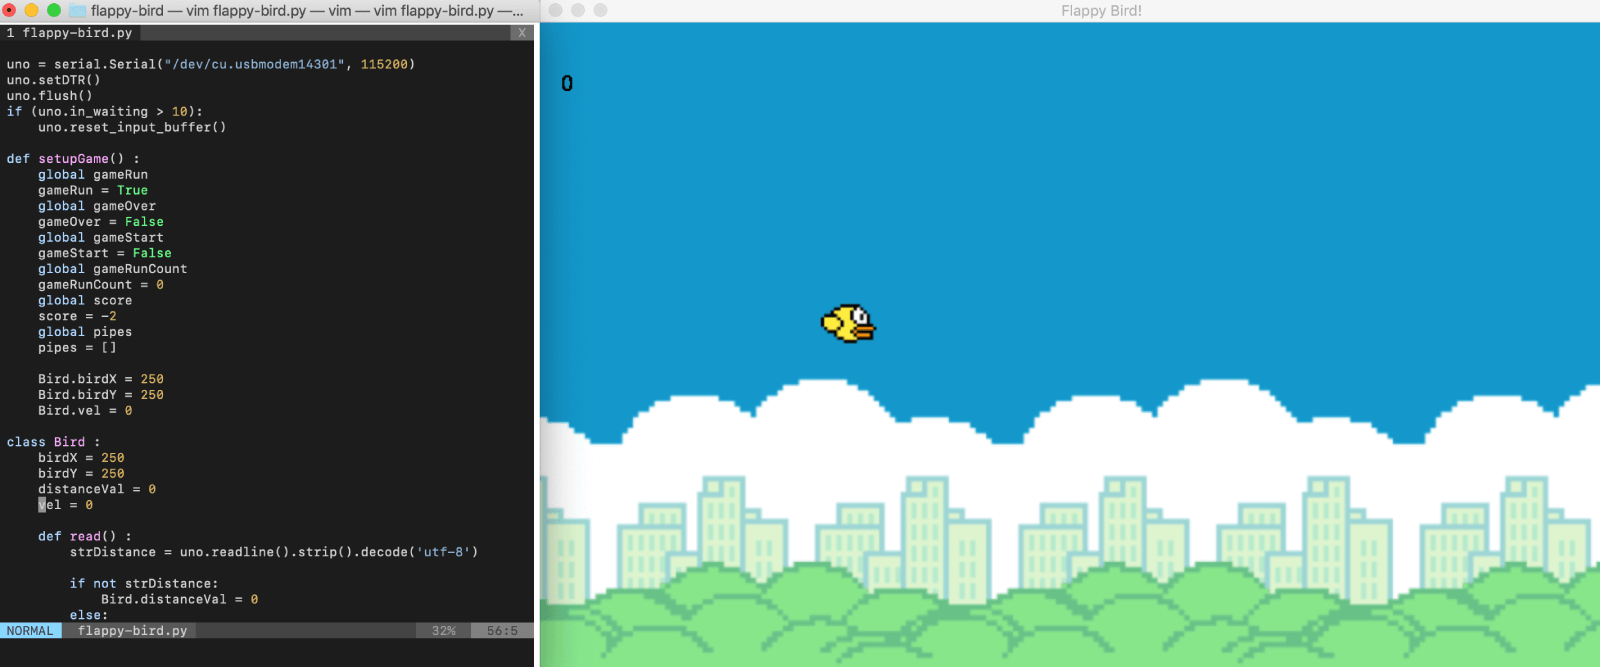 flappy-bird — vim flappy-bird.py — vim — vim flappy-bird.py —...
1 flappy-bird.py X
uno = serial.Serial("/dev/cu.usbmodem14301", 115200)
uno.setDTR()
uno.flush()
if (uno.in_waiting > 10):
    uno.reset_input_buffer()
def setupGame() :
    global gameRun
    gameRun = True
    global gameOver
    gameOver = False
    global gameStart
    gameStart = False
    global gameRunCount
    gameRunCount = 0
    global score
    score = -2
    global pipes
    pipes = []
    Bird.birdX = 250
    Bird.birdY = 250
    Bird.vel = 0
class Bird :
    birdX = 250
    birdY = 250
    distanceVal = 0
    vel = 0
    def read() :
        strDistance = uno.readline().strip().decode('utf-8')
        if not strDistance:
            Bird.distanceVal = 0
        else:
NORMAL flappy-bird.py 32% 56:5
Flappy Bird!
0